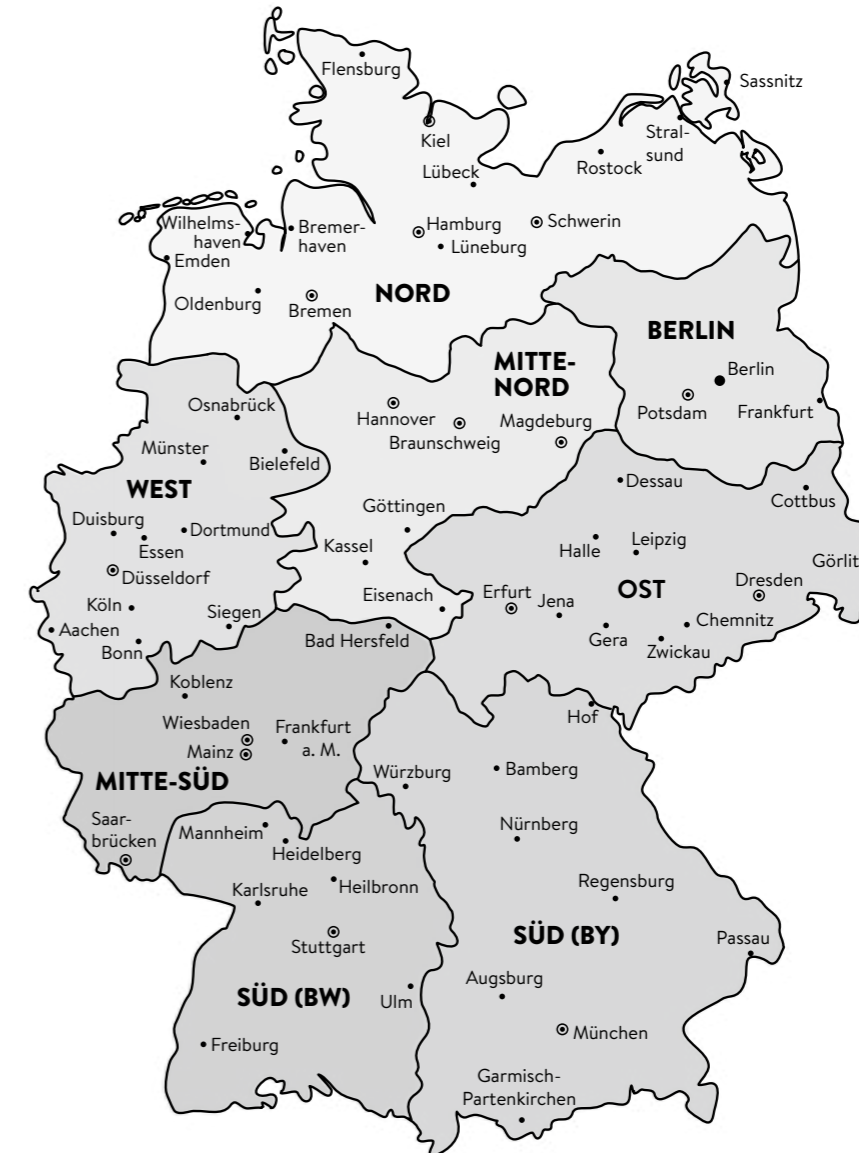 Flensburg
Sassnitz
Kiel
Stral-
sund
Lübeck
Rostock
Wilhelms-
haven
Bremer-
haven
Hamburg
Schwerin
Lüneburg
Emden
Oldenburg
Bremen
NORD
BERLIN
MITTE-
NORD
Berlin
Potsdam
Frankfurt
Osnabrück
Hannover
Braunschweig
Magdeburg
Münster
Bielefeld
WEST
Dessau
Cottbus
Duisburg
Dortmund
Essen
Göttingen
Halle
Leipzig
Kassel
Görlit
Düsseldorf
OST
Dresden
Köln
Siegen
Eisenach
Erfurt
Jena
Chemnitz
Aachen
Bonn
Bad Hersfeld
Gera
Zwickau
Koblenz
Hof
Wiesbaden
Frankfurt
a. M.
Mainz
MITTE-SÜD
Würzburg
Bamberg
Saar-
brücken
Mannheim
Nürnberg
Heidelberg
Karlsruhe
Heilbronn
Regensburg
Stuttgart
SÜD (BY)
Passau
SÜD (BW)
Ulm
Augsburg
Freiburg
München
Garmisch-
Partenkirchen